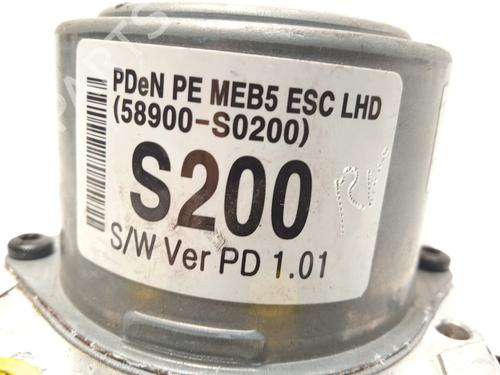 PDeN PE MEB5 ESC LHD
(58900-S0200)
S200
S/W Ver PD 1.01